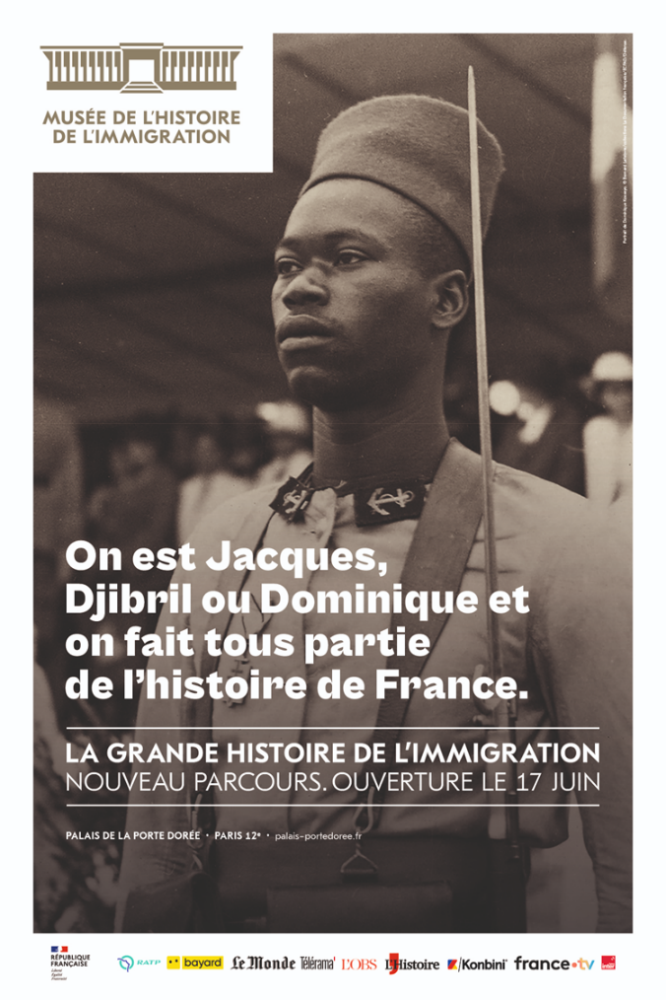 MUSÉE DE L'HISTOIRE
DE L'IMMIGRATION
On est Jacques,
Djibril ou Dominique et
on fait tous partie
de l'histoire de France.
LA GRANDE HISTOIRE DE L'IMMIGRATION
NOUVEAU PARCOURS. OUVERTURE LE 17 JUIN
PALAIS DE LA PORTE DORÉE • PARIS 12e • palais-portedoree.fr
RÉPUBLIQUE
FRANÇAISE
Liberté
Égalité
Fraternité
RATP bayard Le Monde Télérama' L'OBS L'Histoire /Konbini france•tv inter